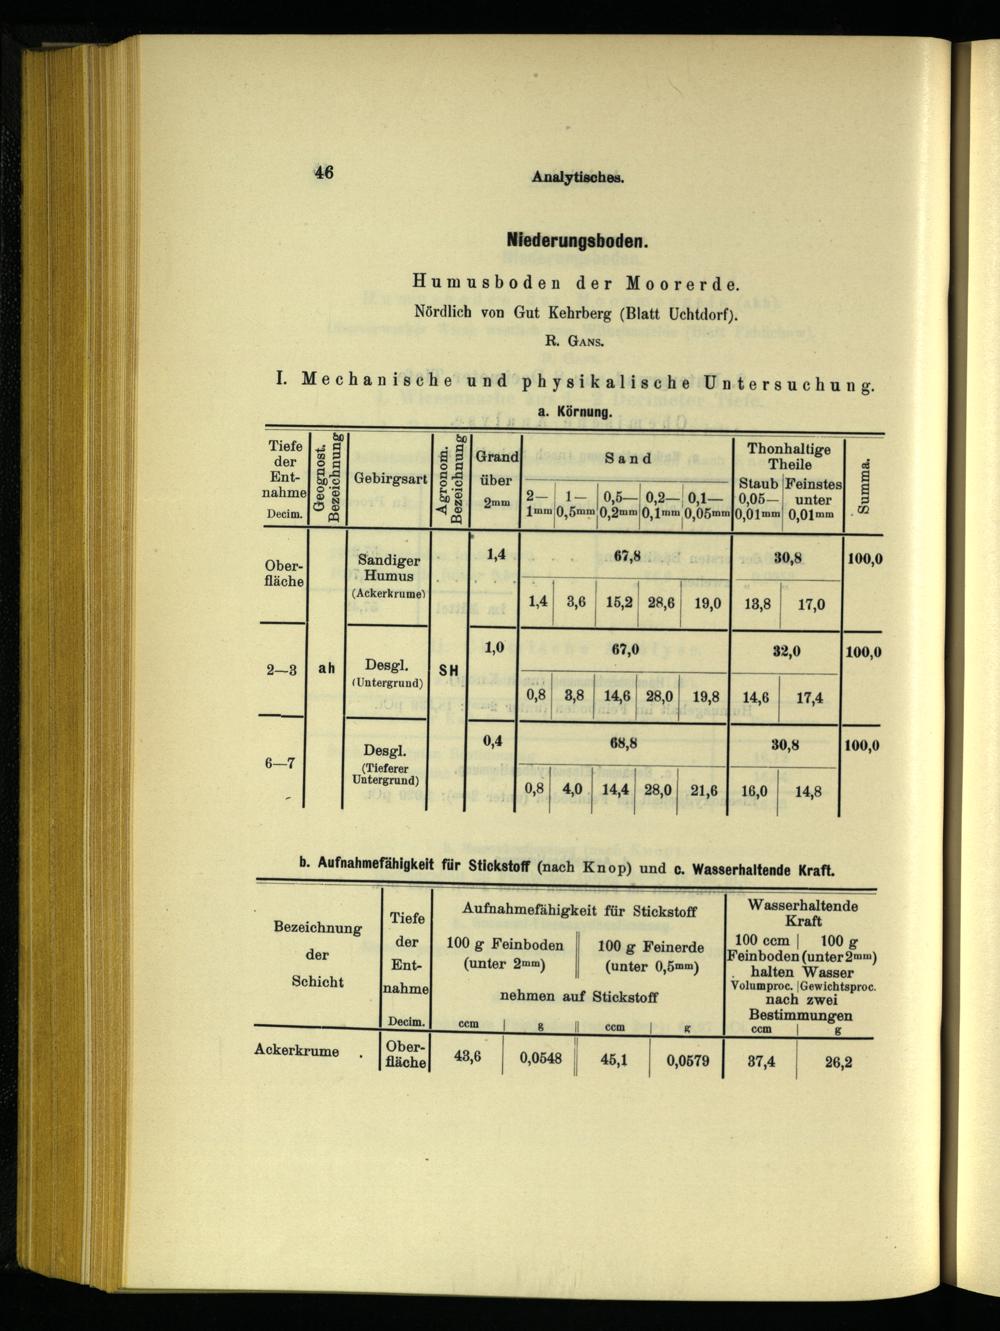 46
Analytisches.
Niederungsboden.
Humusboden der Moorerde.
Nördlich von Gut Kehrberg (Blatt Uchtdorf).
R. Gans.
I. Mechanische und physikalische Untersuchung.
a. Körnung.
Tiefe der Ent-nahme Decim. | Geognost. Bezeichnung | Gebirgsart | Agronom. Bezeichnung | Grand über 2mm | Sand | Thonhaltige Theile | Summa.
2—1mm | 1—0,5mm | 0,5—0,2mm | 0,2—0,1mm | 0,1—0,05mm | Staub 0,05—0,01mm | Feinstes unter 0,01mm
Ober-fläche | ah | Sandiger Humus (Ackerkrume) | SH | 1,4 | 67,8 | 30,8 | 100,0
1,4 | 3,6 | 15,2 | 28,6 | 19,0 | 13,8 | 17,0
2—3 | Desgl. (Untergrund) | 1,0 | 67,0 | 32,0 | 100,0
0,8 | 3,8 | 14,6 | 28,0 | 19,8 | 14,6 | 17,4
6—7 | Desgl. (Tieferer Untergrund) | 0,4 | 68,8 | 30,8 | 100,0
0,8 | 4,0 | 14,4 | 28,0 | 21,6 | 16,0 | 14,8
b. Aufnahmefähigkeit für Stickstoff (nach Knop) und c. Wasserhaltende Kraft.
Bezeichnung der Schicht | Tiefe der Ent-nahme Decim. | Aufnahmefähigkeit für Stickstoff | Wasserhaltende Kraft
100 g Feinboden (unter 2mm) | 100 g Feinerde (unter 0,5mm) | 100 ccm | 100 g
nehmen auf Stickstoff | Feinboden (unter 2mm) halten Wasser
Volumproc. | Gewichtsproc.
nach zwei Bestimmungen
ccm | g | ccm | g | ccm | g
Ackerkrume . | Ober-fläche | 43,6 | 0,0548 | 45,1 | 0,0579 | 37,4 | 26,2